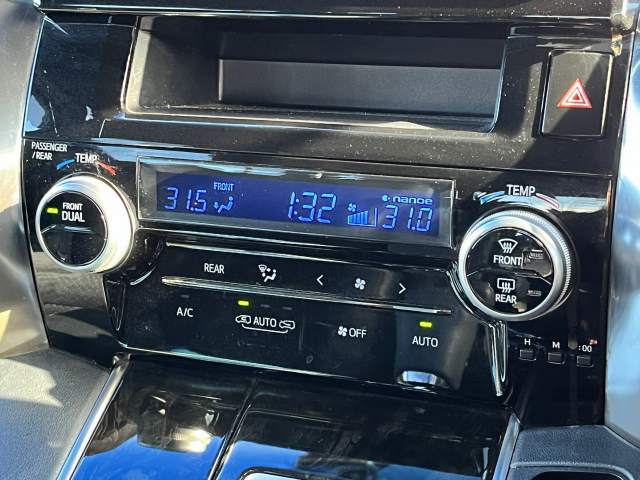 PASSENGER
/REAR
TEMP
FRONT
DUAL
31.5
FRONT
1:32
nanoe
31.0
TEMP
FRONT
REAR
REAR
A/C
AUTO
OFF
AUTO
H
M
:00